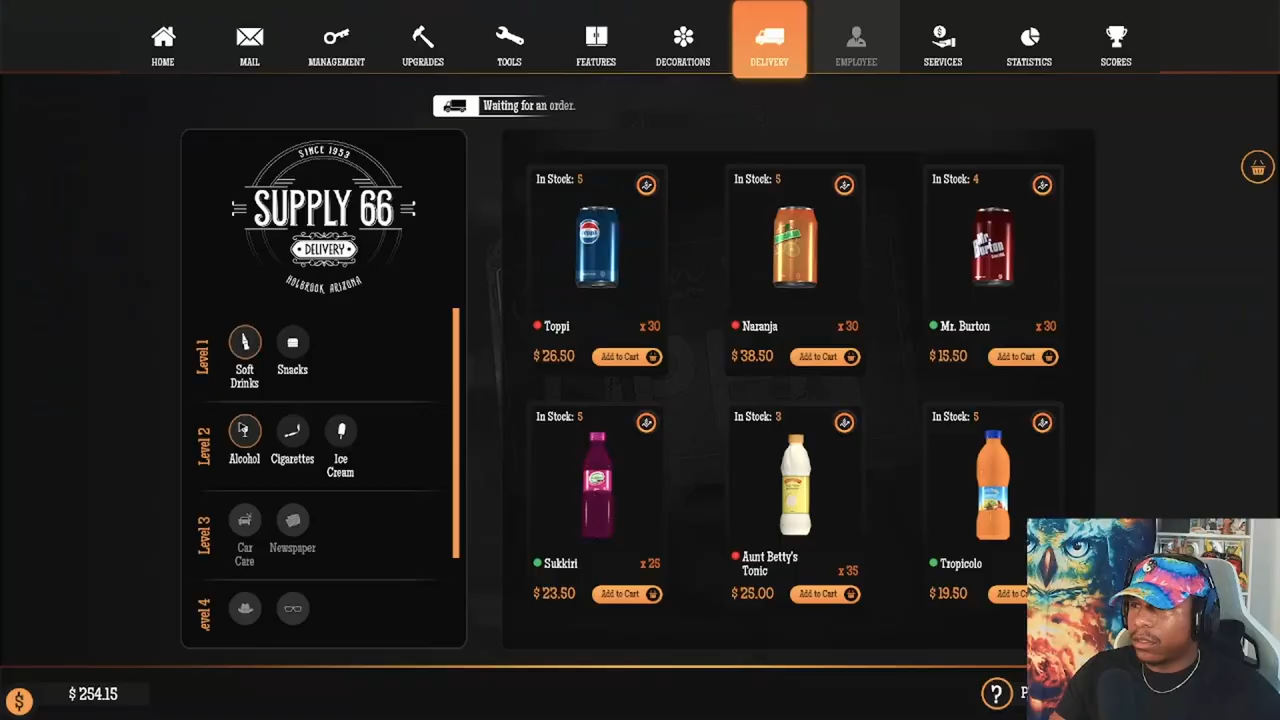 HOME
MAIL
MANAGEMENT
UPGRADES
TOOLS
FEATURES
DECORATIONS
DELIVERY
EMPLOYEE
SERVICES
STATISTICS
SCORES
Waiting for an order.
SINCE 1953
SUPPLY 66
DELIVERY
HOLBROOK, ARIZONA
Level 1
Soft
Drinks
Snacks
Level 2
Alcohol
Cigarettes
Ice
Cream
Level 3
Car
Care
Newspaper
Level 4
In Stock: 5
Toppi x 30
$ 26.50 Add to Cart
In Stock: 5
Naranja x 30
$ 38.50 Add to Cart
In Stock: 4
Mr. Burton
Mr. Burton x 30
$ 15.50 Add to Cart
In Stock: 5
Sukkiri x 25
$ 23.50 Add to Cart
In Stock: 3
Aunt Betty's
Tonic x 35
$ 25.00 Add to Cart
In Stock: 5
Tropicolo
$ 19.50 Add to
$ $ 254.15
?